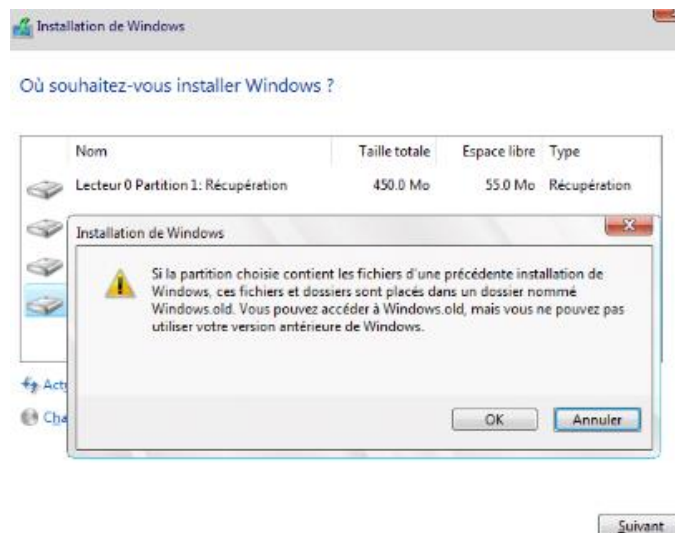 Installation de Windows
Où souhaitez-vous installer Windows ?
Nom Taille totale Espace libre Type
Lecteur 0 Partition 1: Récupération 450.0 Mo 55.0 Mo Récupération
Installation de Windows
Si la partition choisie contient les fichiers d'une précédente installation de
Windows, ces fichiers et dossiers sont placés dans un dossier nommé
Windows.old. Vous pouvez accéder à Windows.old, mais vous ne pouvez pas
utiliser votre version antérieure de Windows.
OK Annuler
Suivant